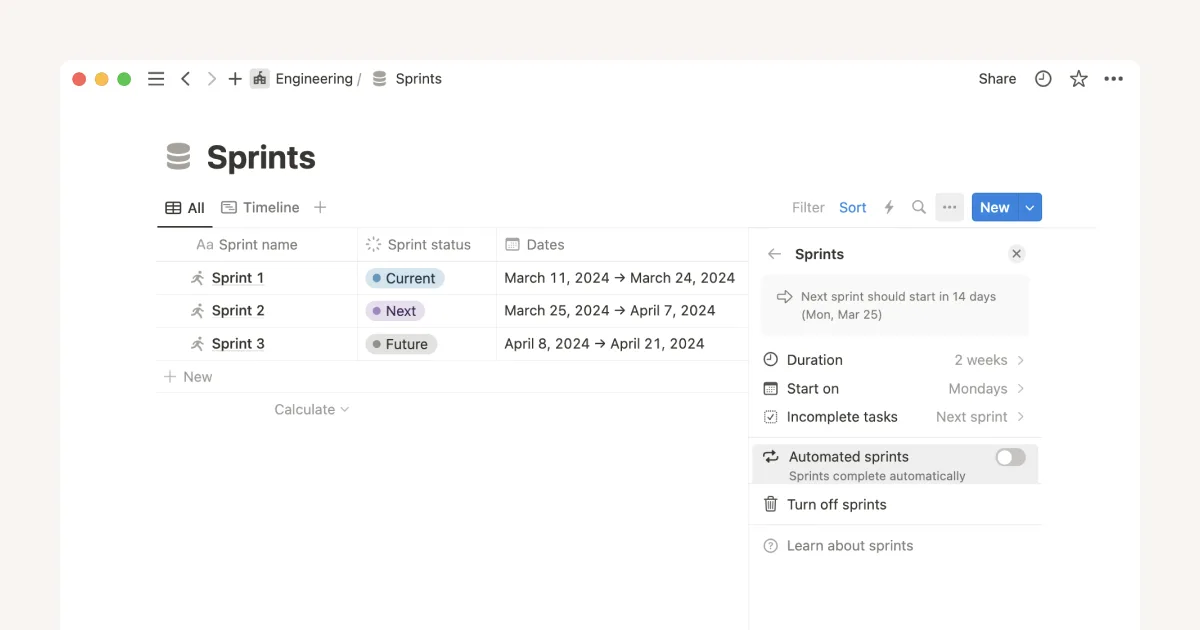 Engineering / Sprints
Share
Sprints
All Timeline
Filter Sort New
Aa Sprint name Sprint status Dates
Sprint 1 Current March 11, 2024 → March 24, 2024
Sprint 2 Next March 25, 2024 → April 7, 2024
Sprint 3 Future April 8, 2024 → April 21, 2024
New
Calculate
Sprints
Next sprint should start in 14 days
(Mon, Mar 25)
Duration 2 weeks
Start on Mondays
Incomplete tasks Next sprint
Automated sprints
Sprints complete automatically
Turn off sprints
Learn about sprints